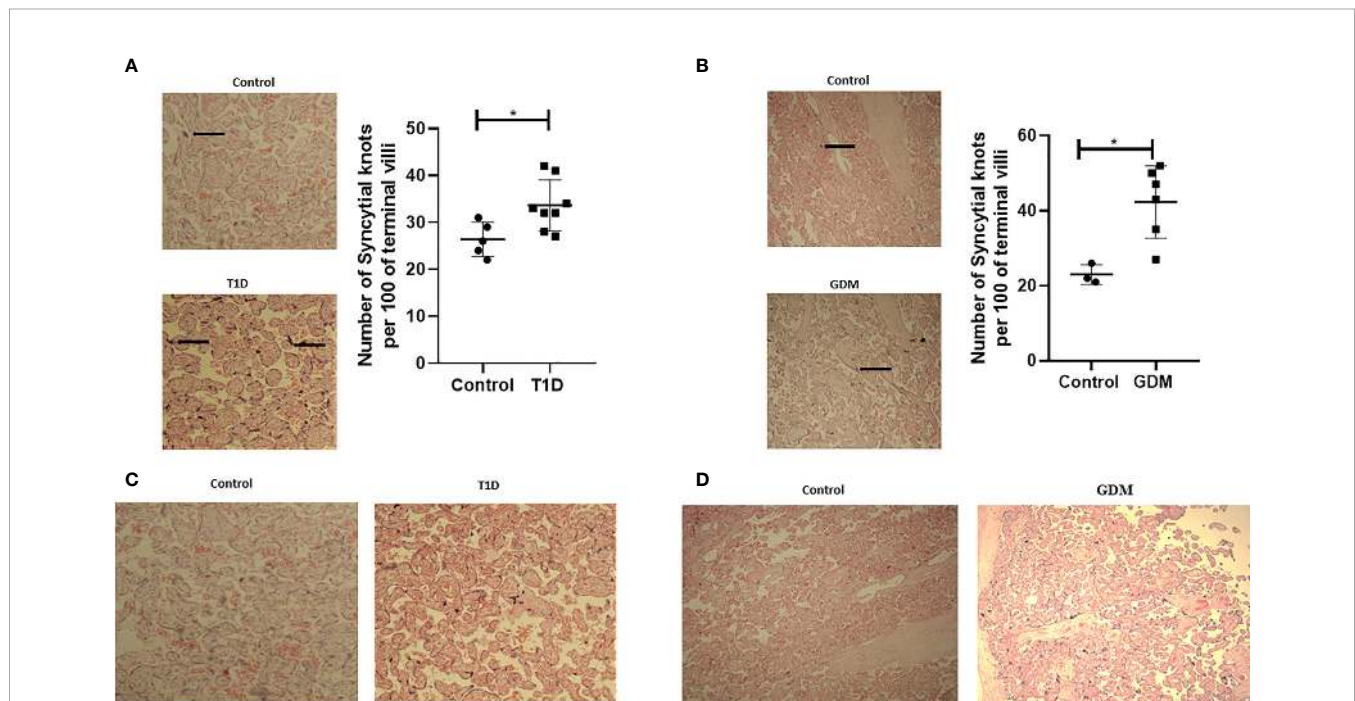 A
Control
T1D
Number of Syncytial knots
per 100 of terminal villi
50
40
30
20
10
0
*
Control T1D
B
Control
GDM
Number of Syncytial knots
per 100 of terminal villi
60
40
20
0
*
Control GDM
C
Control
T1D
D
Control
GDM